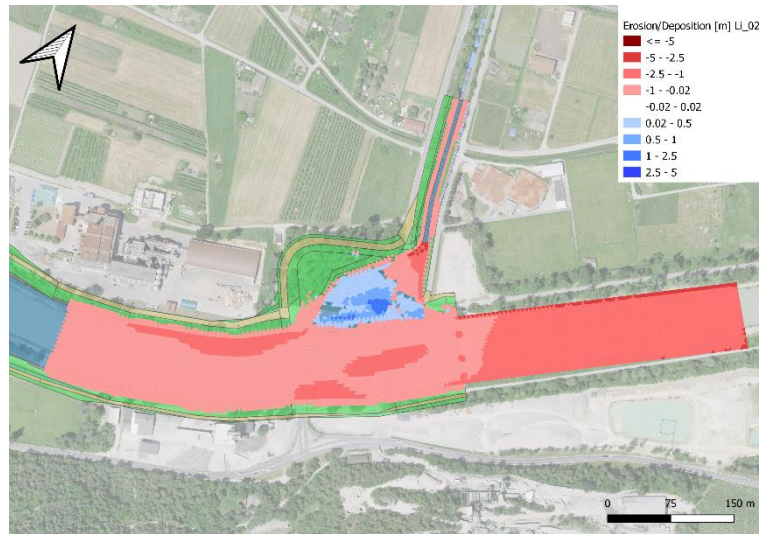 Erosion/Deposition [m] Li_02
<= -5
-5 - -2.5
-2.5 - -1
-1 - -0.02
-0.02 - 0.02
0.02 - 0.5
0.5 - 1
1 - 2.5
2.5 - 5
0 75 150 m